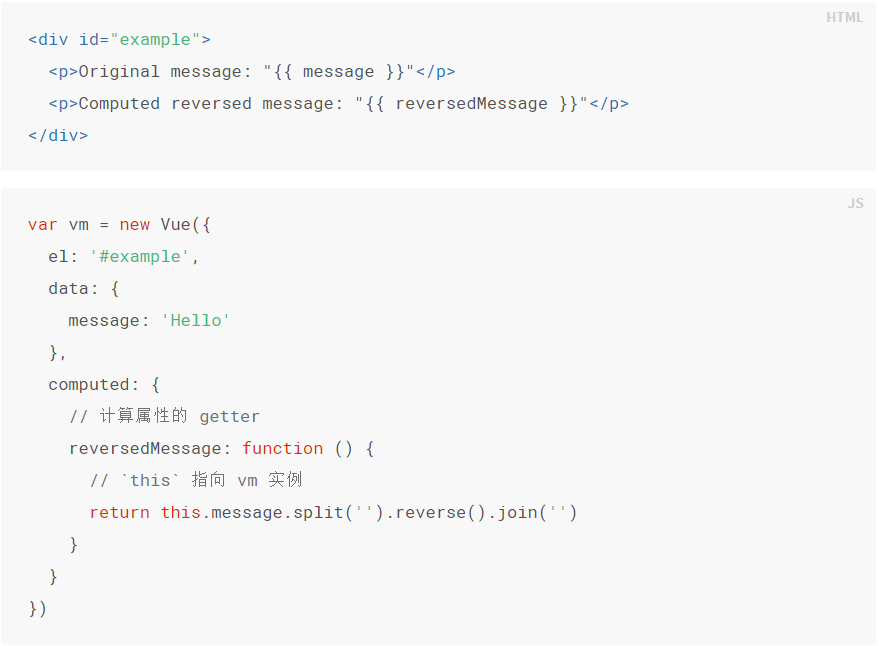 HTML
<div id="example">
  <p>Original message: "{{ message }}"</p>
  <p>Computed reversed message: "{{ reversedMessage }}"</p>
</div>
JS
var vm = new Vue({
  el: '#example',
  data: {
    message: 'Hello'
  },
  computed: {
    // 计算属性的 getter
    reversedMessage: function () {
      // `this` 指向 vm 实例
      return this.message.split('').reverse().join('')
    }
  }
})